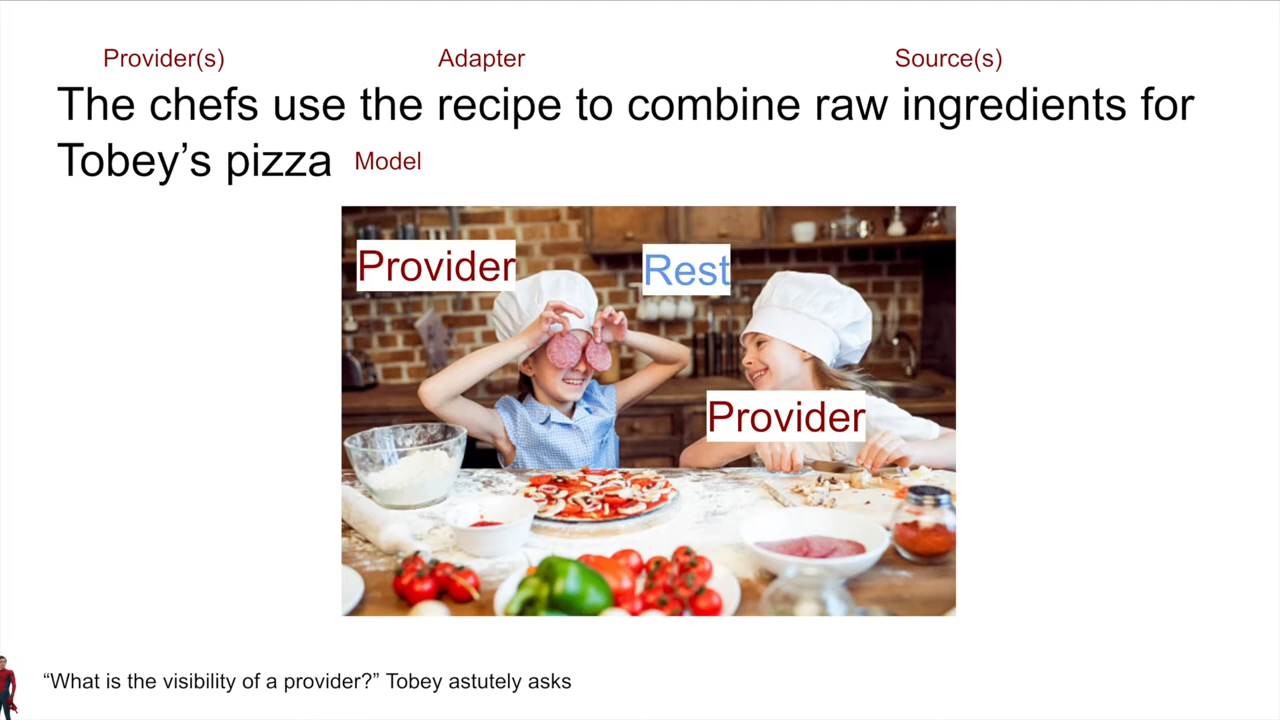 Provider(s) Adapter Source(s)
The chefs use the recipe to combine raw ingredients for
Tobey’s pizza Model
Provider Rest
Provider
“What is the visibility of a provider?” Tobey astutely asks